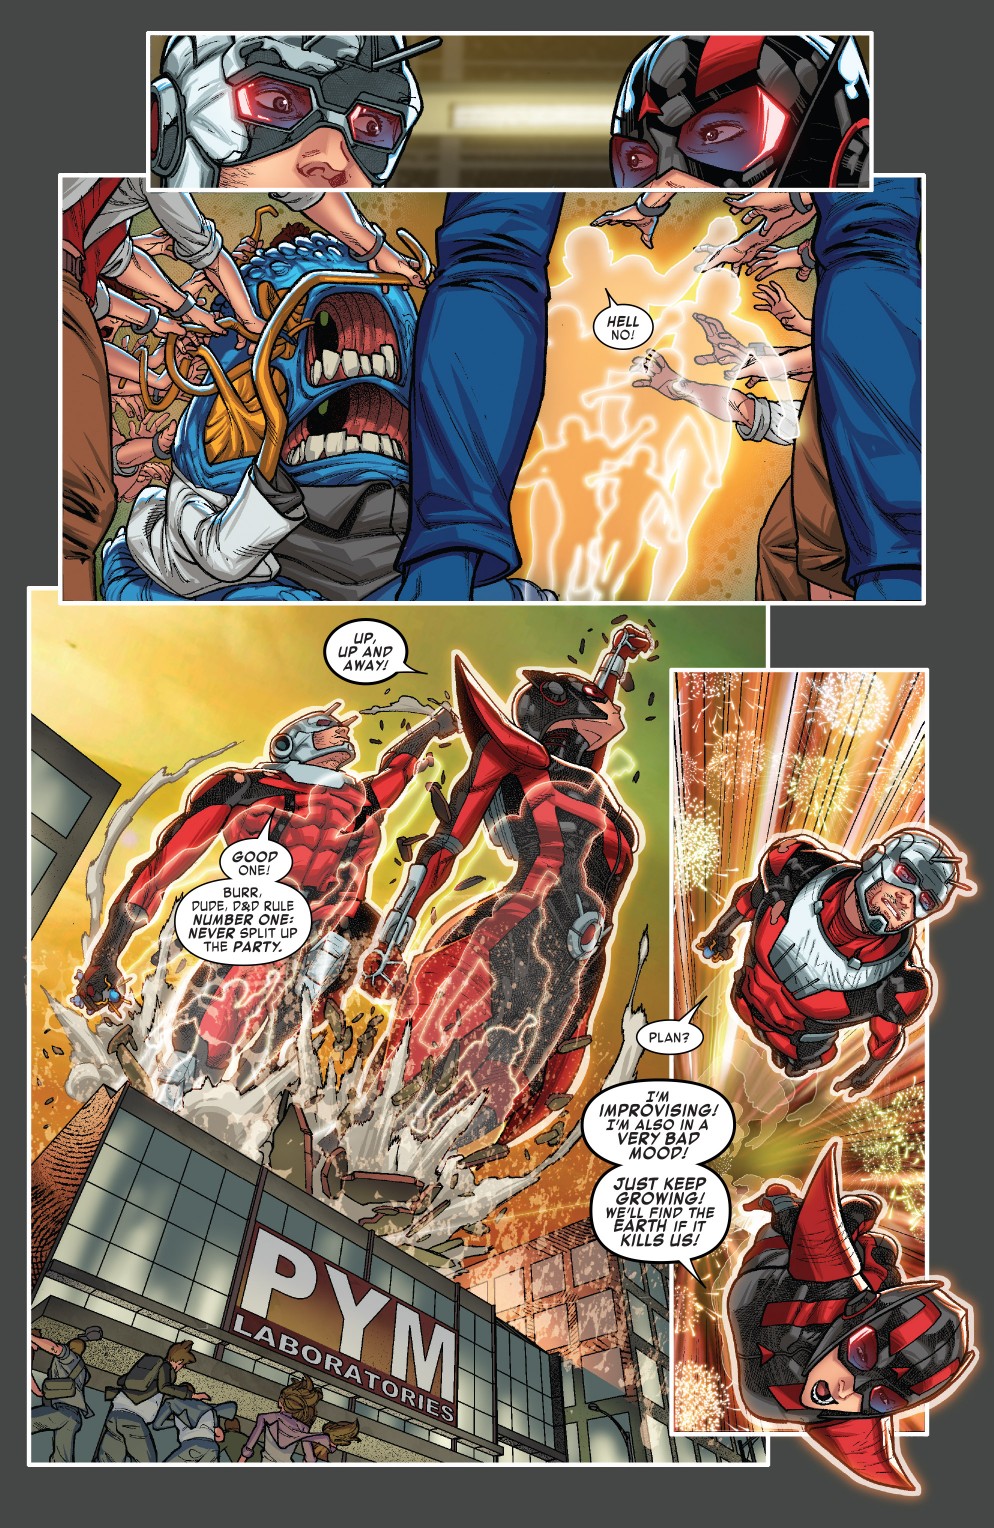 HELL
NO!
UP,
UP AND
AWAY!
GOOD
ONE!
BURR,
DUDE, D&D RULE
NUMBER ONE:
NEVER SPLIT UP
THE PARTY.
PYM
LABORATORIES
PLAN?
I'M
IMPROVISING!
I'M ALSO IN A
VERY BAD
MOOD!
JUST KEEP
GROWING!
WE'LL FIND THE
EARTH IF IT
KILLS US!